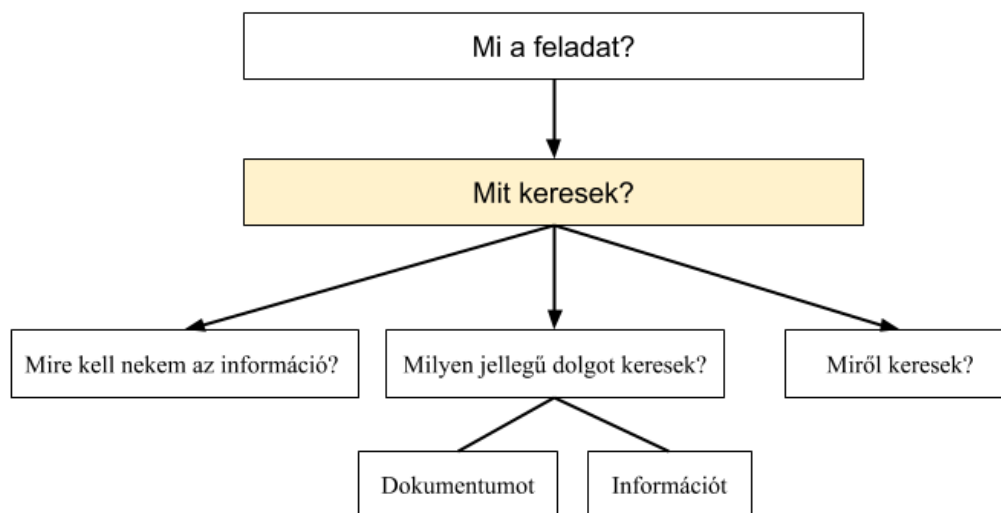 Mi a feladat?
Mit keresek?
Mire kell nekem az információ?
Milyen jellegű dolgot keresek?
Miről keresek?
Dokumentumot
Információt